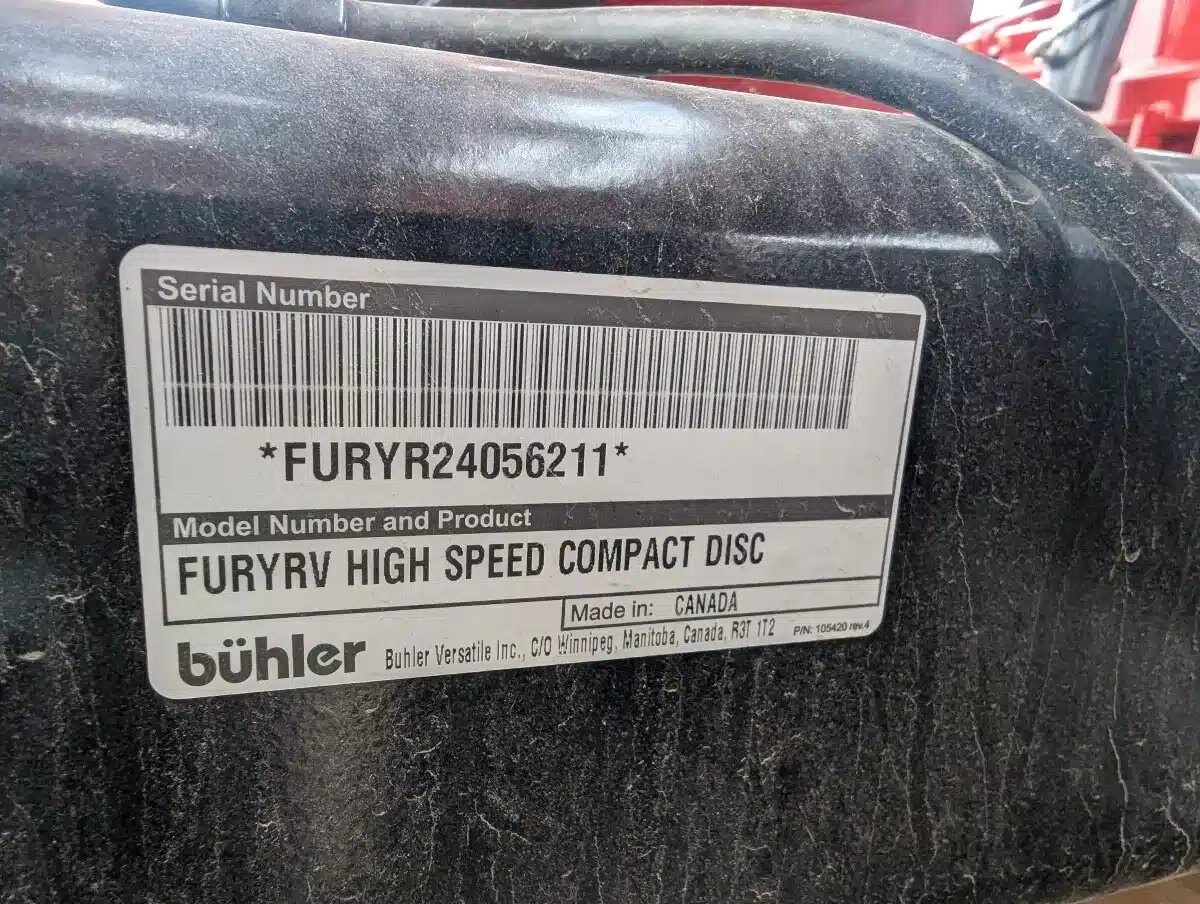 Serial Number
*FURYR24056211*
Model Number and Product
FURYRV HIGH SPEED COMPACT DISC
Made in: CANADA
bühler Buhler Versatile Inc., C/O Winnipeg, Manitoba, Canada, R3T 1T2 P/N: 105420 rev.4